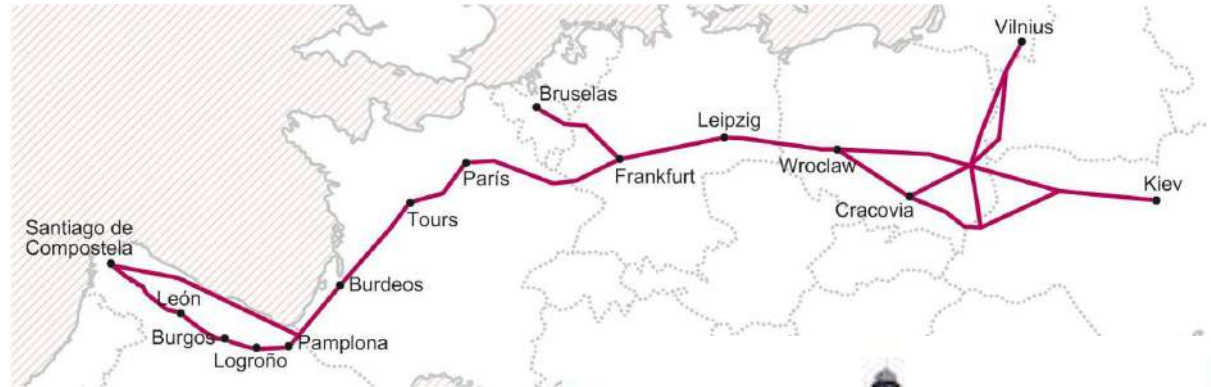 Vilnius
Bruselas
Leipzig
París
Frankfurt
Wroclaw
Kiev
Cracovia
Tours
Santiago de
Compostela
Burdeos
León
Burgos
Pamplona
Logroño